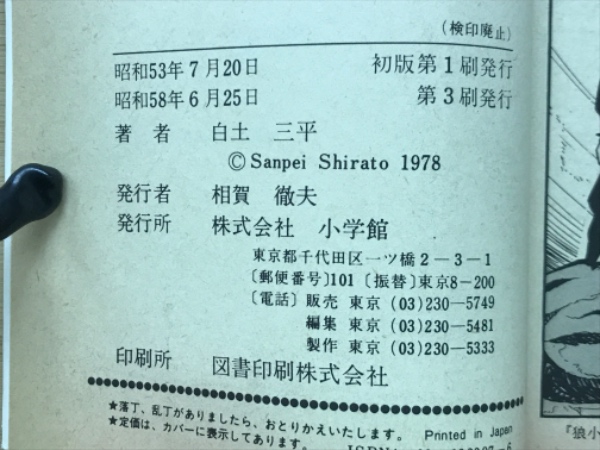 (検印廃止)
昭和53年7月20日 初版第1刷発行
昭和58年6月25日 第3刷発行
著者 白土 三平
©Sanpei Shirato 1978
発行者 相賀 徹夫
発行所 株式会社 小学館
東京都千代田区一ツ橋2-3-1
〔郵便番号〕101〔振替〕東京8-200
〔電話〕販売 東京 (03)230-5749
編集 東京 (03)230-5481
製作 東京 (03)230-5333
印刷所 図書印刷株式会社
★落丁、乱丁がありましたら、おとりかえいたします。 Printed in Japan
★定価は、カバーに表示してあります。
『狼小